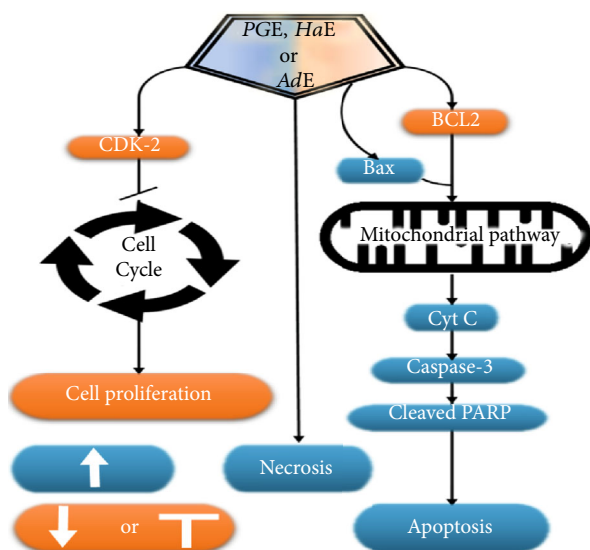 PGE, HaE
or
AdE
CDK-2
BCL2
Bax
Cell
Cycle
Mitochondrial pathway
Cyt C
Caspase-3
Cell proliferation
Cleaved PARP
Necrosis
or
Apoptosis